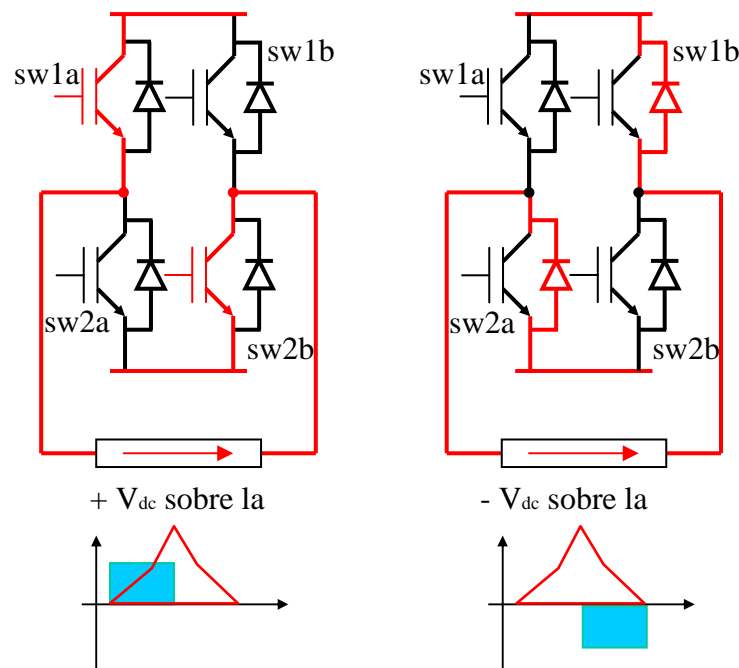 sw1a
sw1b
sw2a
sw2b
+ Vdc sobre la
sw1a
sw1b
sw2a
sw2b
- Vdc sobre la